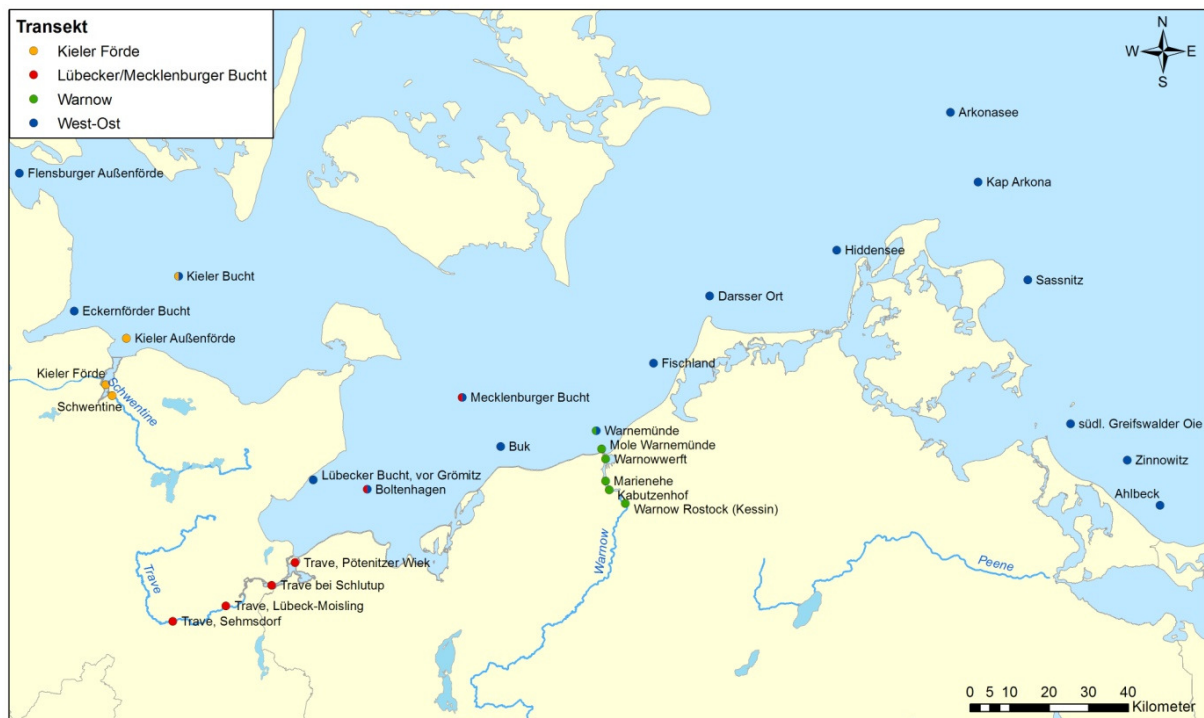 Transekt
Kieler Förde
Lübecker/Mecklenburger Bucht
Warnow
West-Ost
N
W E
S
Arkonasee
Flensburger Außenförde
Kap Arkona
Hiddensee
Kieler Bucht
Sassnitz
Darsser Ort
Eckernförder Bucht
Kieler Außenförde
Fischland
Kieler Förde
Schwentine
Schwentine
Mecklenburger Bucht
südl. Greifswalder Oie
Warnemünde
Mole Warnemünde
Buk
Warnowwerft
Zinnowitz
Lübecker Bucht, vor Grömitz
Marienehe
Boltenhagen
Kabutzenhof
Ahlbeck
Warnow Rostock (Kessin)
Warnow
Trave, Pötenitzer Wiek
Peene
Trave
Trave bei Schlutup
Trave, Lübeck-Moisling
Trave, Sehmsdorf
0 5 10 20 30 40
Kilometer